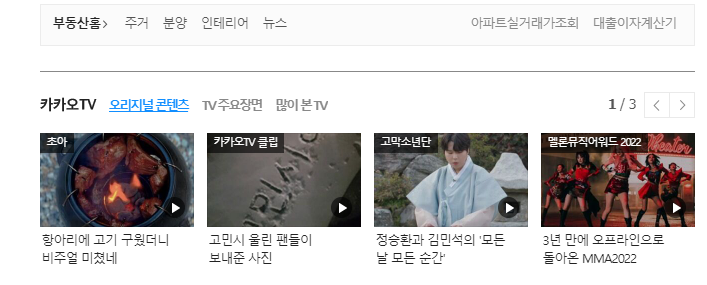 부동산홈 > 주거 분양 인테리어 뉴스 아파트실거래가조회 대출이자계산기
카카오TV 오리지널 콘텐츠 TV 주요장면 많이 본 TV 1 / 3 < >
초아 카카오TV 클립 고막소년단 멜론뮤직어워드 2022
Theater
항아리에 고기 구웠더니
비주얼 미쳤네
고민시 울린 팬들이
보내준 사진
정승환과 김민석의 '모든
날 모든 순간'
3년 만에 오프라인으로
돌아온 MMA2022